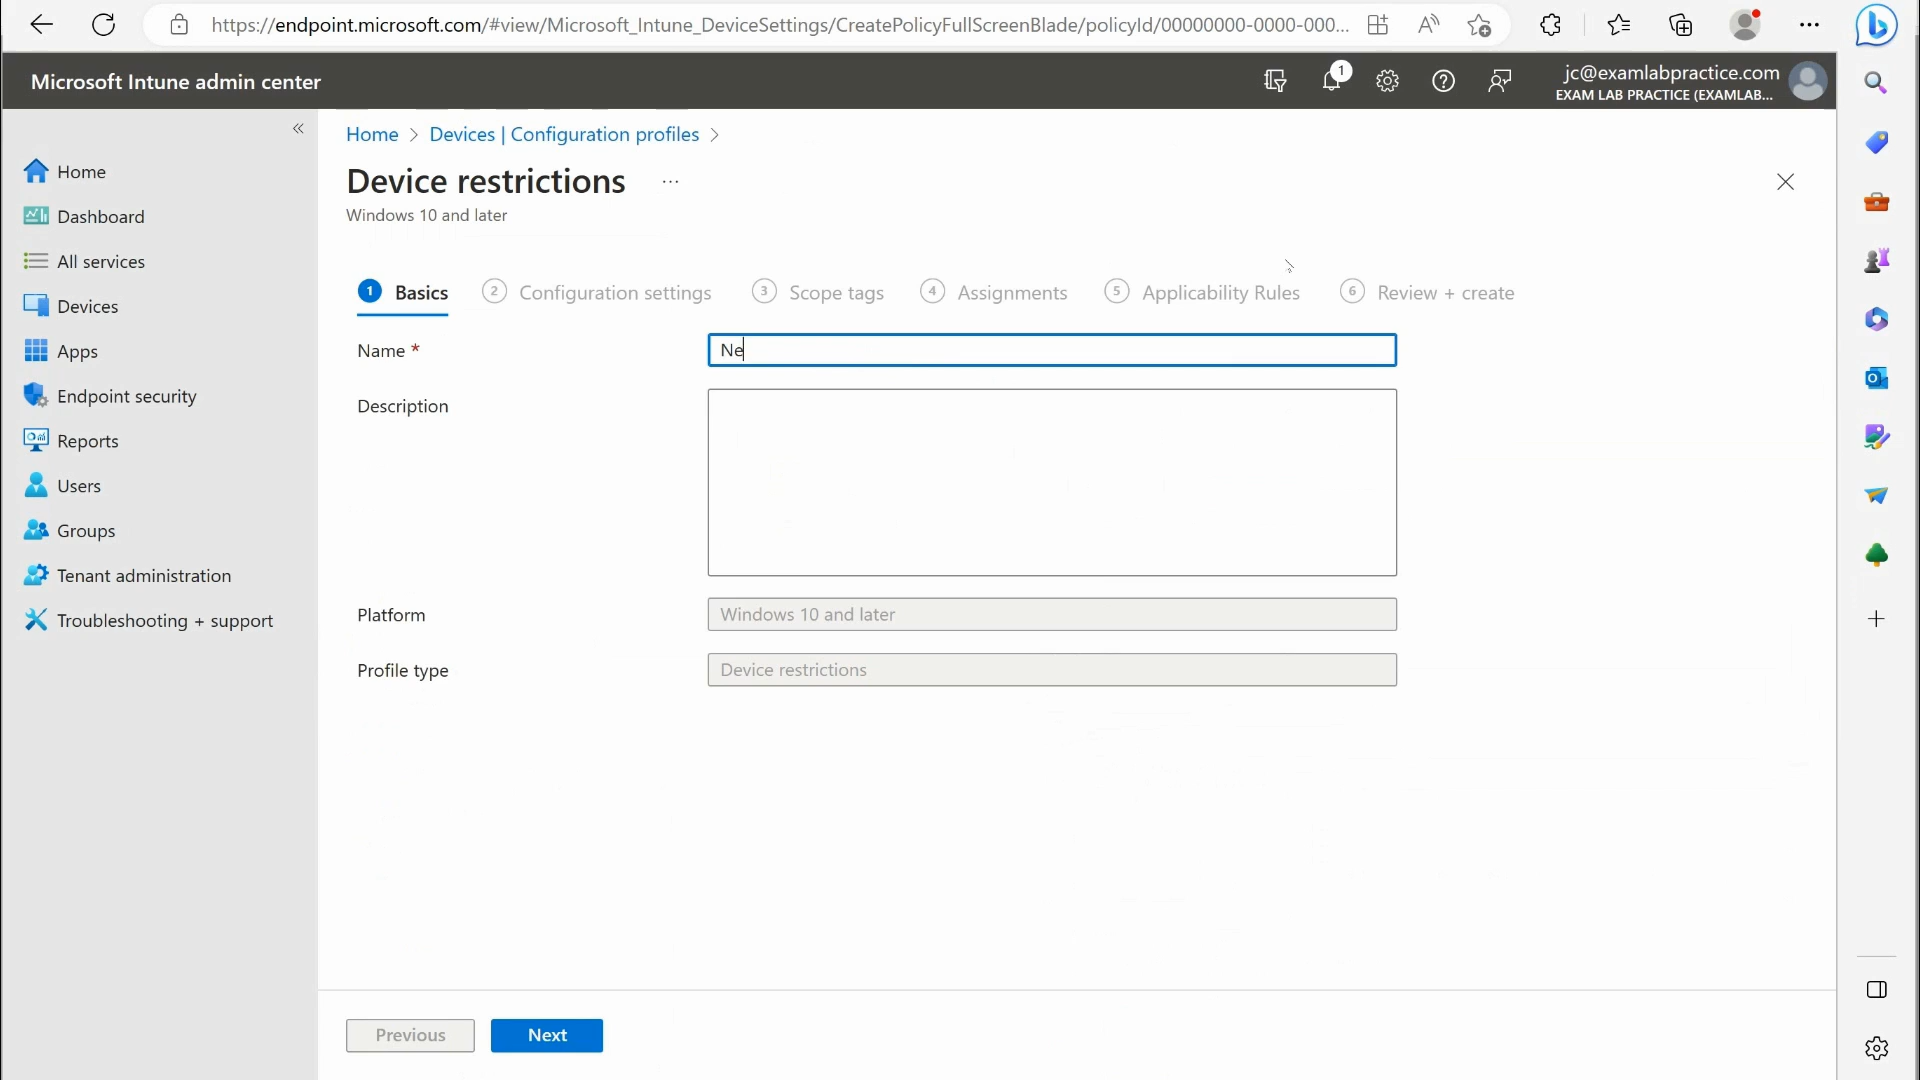 https://endpoint.microsoft.com/#view/Microsoft_Intune_DeviceSettings/CreatePolicyFullScreenBlade/policyId/00000000-0000-000...
Microsoft Intune admin center
1
jc@examlabpractice.com
EXAM LAB PRACTICE (EXAMLAB...
Home
Dashboard
All services
Devices
Apps
Endpoint security
Reports
Users
Groups
Tenant administration
Troubleshooting + support
Home > Devices | Configuration profiles >
Device restrictions ...
Windows 10 and later
1 Basics 2 Configuration settings 3 Scope tags 4 Assignments 5 Applicability Rules 6 Review + create
Name * Ne
Description
Platform Windows 10 and later
Profile type Device restrictions
Previous Next